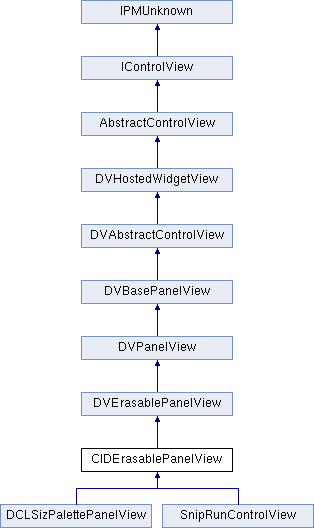 IPMUnknown
IControlView
AbstractControlView
DVHostedWidgetView
DVAbstractControlView
DVBasePanelView
DVPanelView
DVErasablePanelView
CIDErasablePanelView
DCLSizPalettePanelView
SnipRunControlView